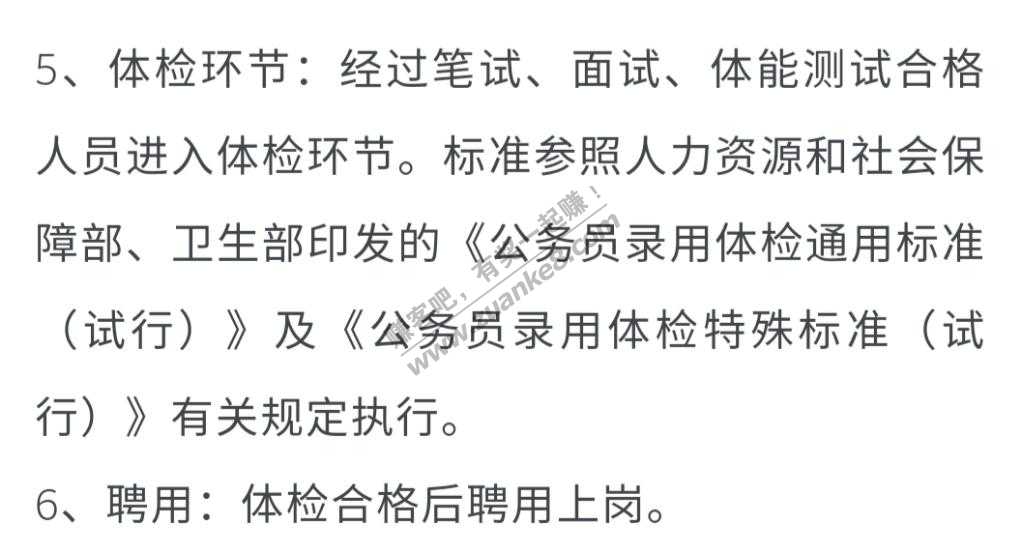 5、体检环节：经过笔试、面试、体能测试合格
人员进入体检环节。标准参照人力资源和社会保
障部、卫生部印发的《公务员录用体检通用标准
（试行）》及《公务员录用体检特殊标准（试
行）》有关规定执行。
6、聘用：体检合格后聘用上岗。
赚客吧，有奖一起赚！
www.zuanke8.com